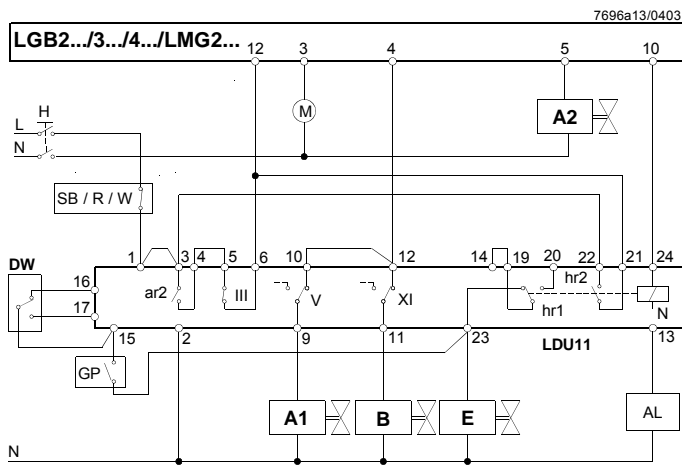 7696a13/0403
LGB2.../3.../4.../LMG2...
12 3 4 5 10
M
A2
H
L
N
SB / R / W
1 3 4 5 6 10 12 14 19 20 22 21 24
DW
16
17
ar2 III V XI hr1 hr2 N
15 2 9 11 23 LDU11 13
GP
A1 B E AL
N